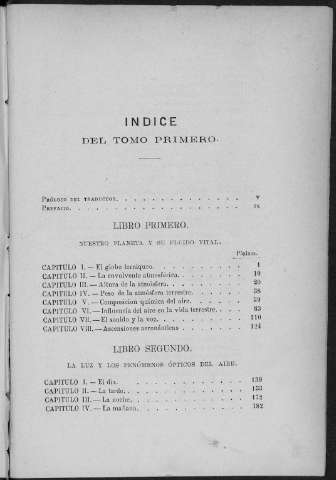 INDICE
DEL TOMO PRIMERO.
PRÓLOGO DEL TRADUCTOR. V
PREFACIO. IX
LIBRO PRIMERO.
NUESTRO PLANETA Y SU FLUIDO VITAL.
Páginas.
CAPITULO I.—El globo terráqueo. 1
CAPITULO II.—La envolvente atmosférica. 10
CAPITULO III.—Altura de la atmósfera. 20
CAPITULO IV.—Peso de la atmósfera terrestre. 38
CAPITULO V.—Composicion química del aire. 59
CAPITULO VI.—Influencia del aire en la vida terrestre. 83
CAPITULO VII.—El sonido y la voz. 110
CAPITULO VIII.—Ascensiones aeronáuticas 124
LIBRO SEGUNDO.
LA LUZ Y LOS FENÓMENOS ÓPTICOS DEL AIRE.
CAPITULO I.—El dia. 139
CAPITULO II.—La tarde. 153
CAPITULO III.—La noche. 172
CAPITULO IV.—La mañana. 182